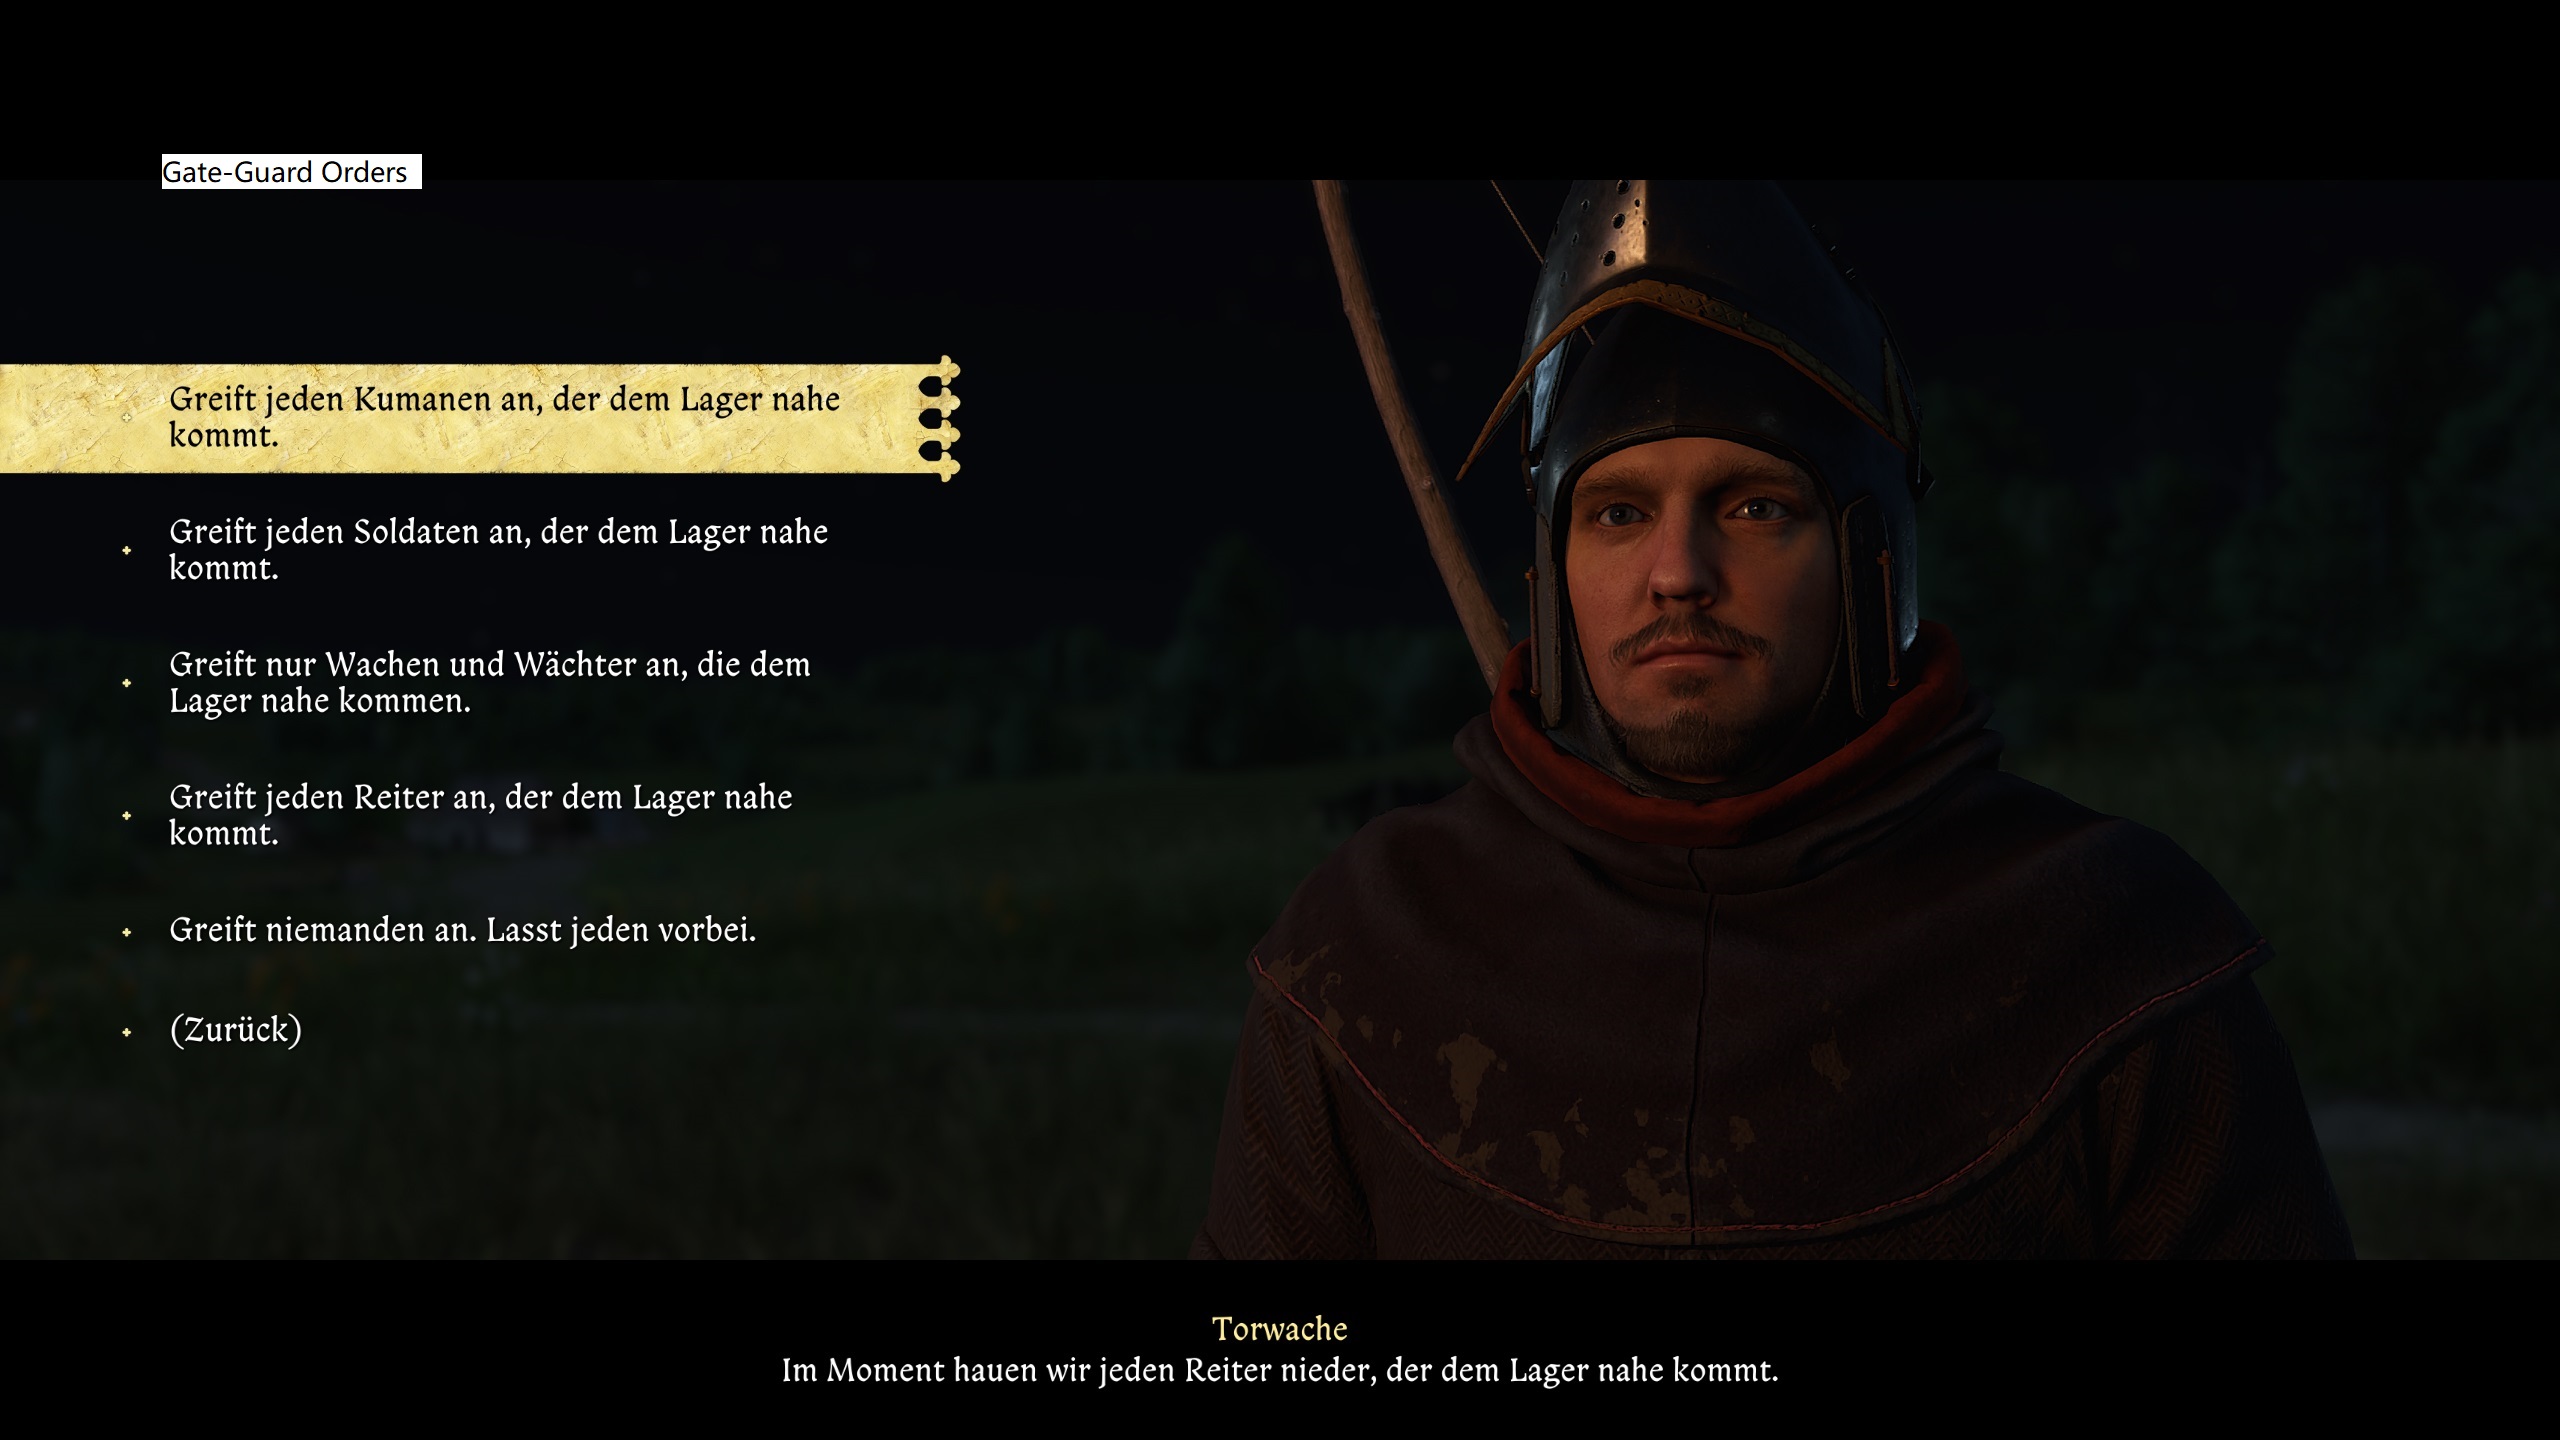 Gate-Guard Orders
Greift jeden Kumanen an, der dem Lager nahe
kommt.
Greift jeden Soldaten an, der dem Lager nahe
kommt.
Greift nur Wachen und Wächter an, die dem
Lager nahe kommen.
Greift jeden Reiter an, der dem Lager nahe
kommt.
Greift niemanden an. Lasst jeden vorbei.
(Zurück)
Torwache
Im Moment hauen wir jeden Reiter nieder, der dem Lager nahe kommt.